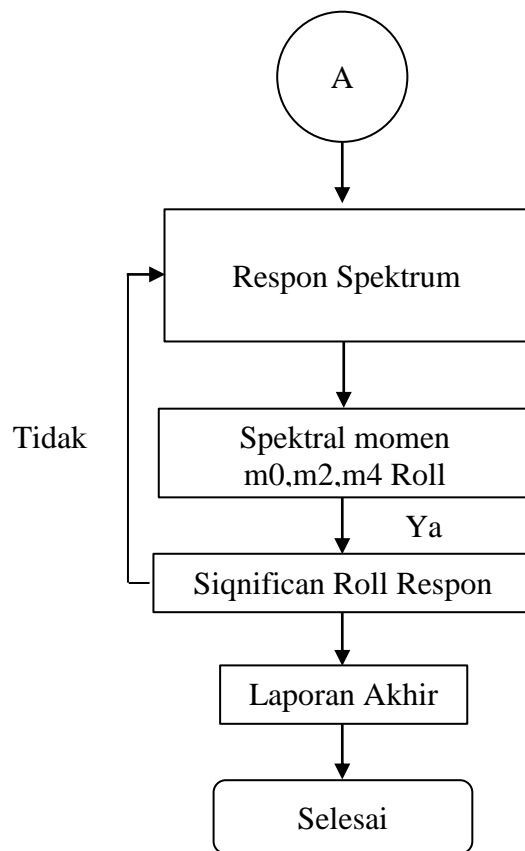 A
Respon Spektrum
Tidak
Spektral momen
m0,m2,m4 Roll
Ya
Siqnifican Roll Respon
Laporan Akhir
Selesai